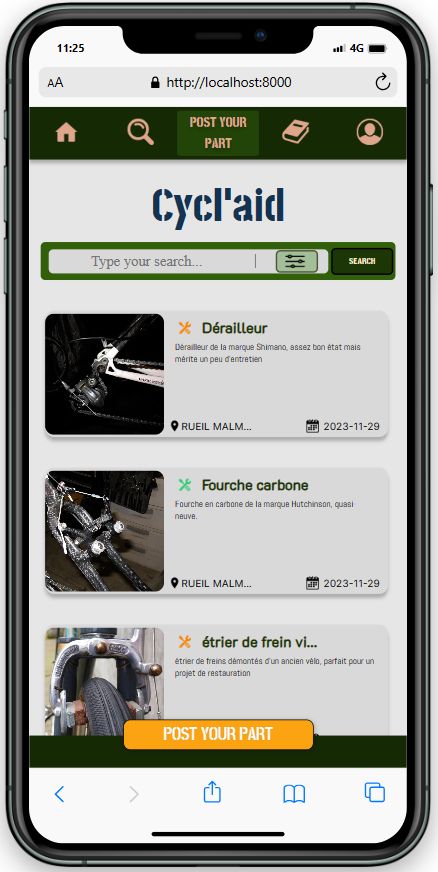 11:25
4G
AA
http://localhost:8000
POST YOUR
PART
Cycl'aid
Type your search...
SEARCH
Dérailleur
Dérailleur de la marque Shimano, assez bon état mais
mérite un peu d'entretien
RUEIL MALM...
2023-11-29
Fourche carbone
Fourche en carbone de la marque Hutchinson, quasi-
neuve.
RUEIL MALM...
2023-11-29
étrier de frein vi...
étrier de freins démontés d'un ancien vélo, parfait pour un
projet de restauration
POST YOUR PART